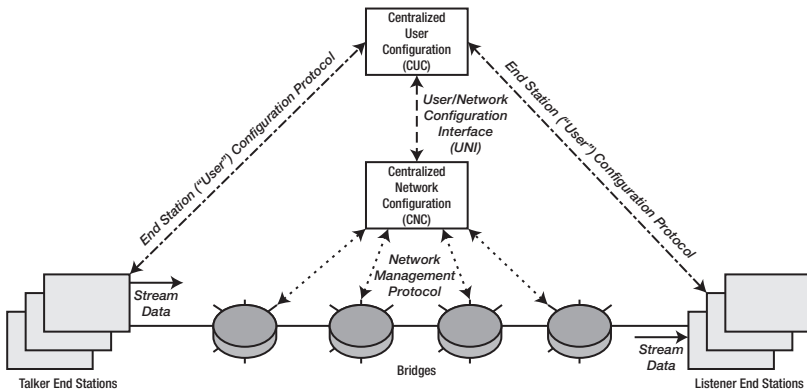 Centralized
User
Configuration
(CUC)
End Station ("User") Configuration Protocol
End Station ("User") Configuration Protocol
User/Network
Configuration
Interface
(UNI)
Centralized
Network
Configuration
(CNC)
Network
Management
Protocol
Stream
Data
Stream
Data
Talker End Stations
Bridges
Listener End Stations